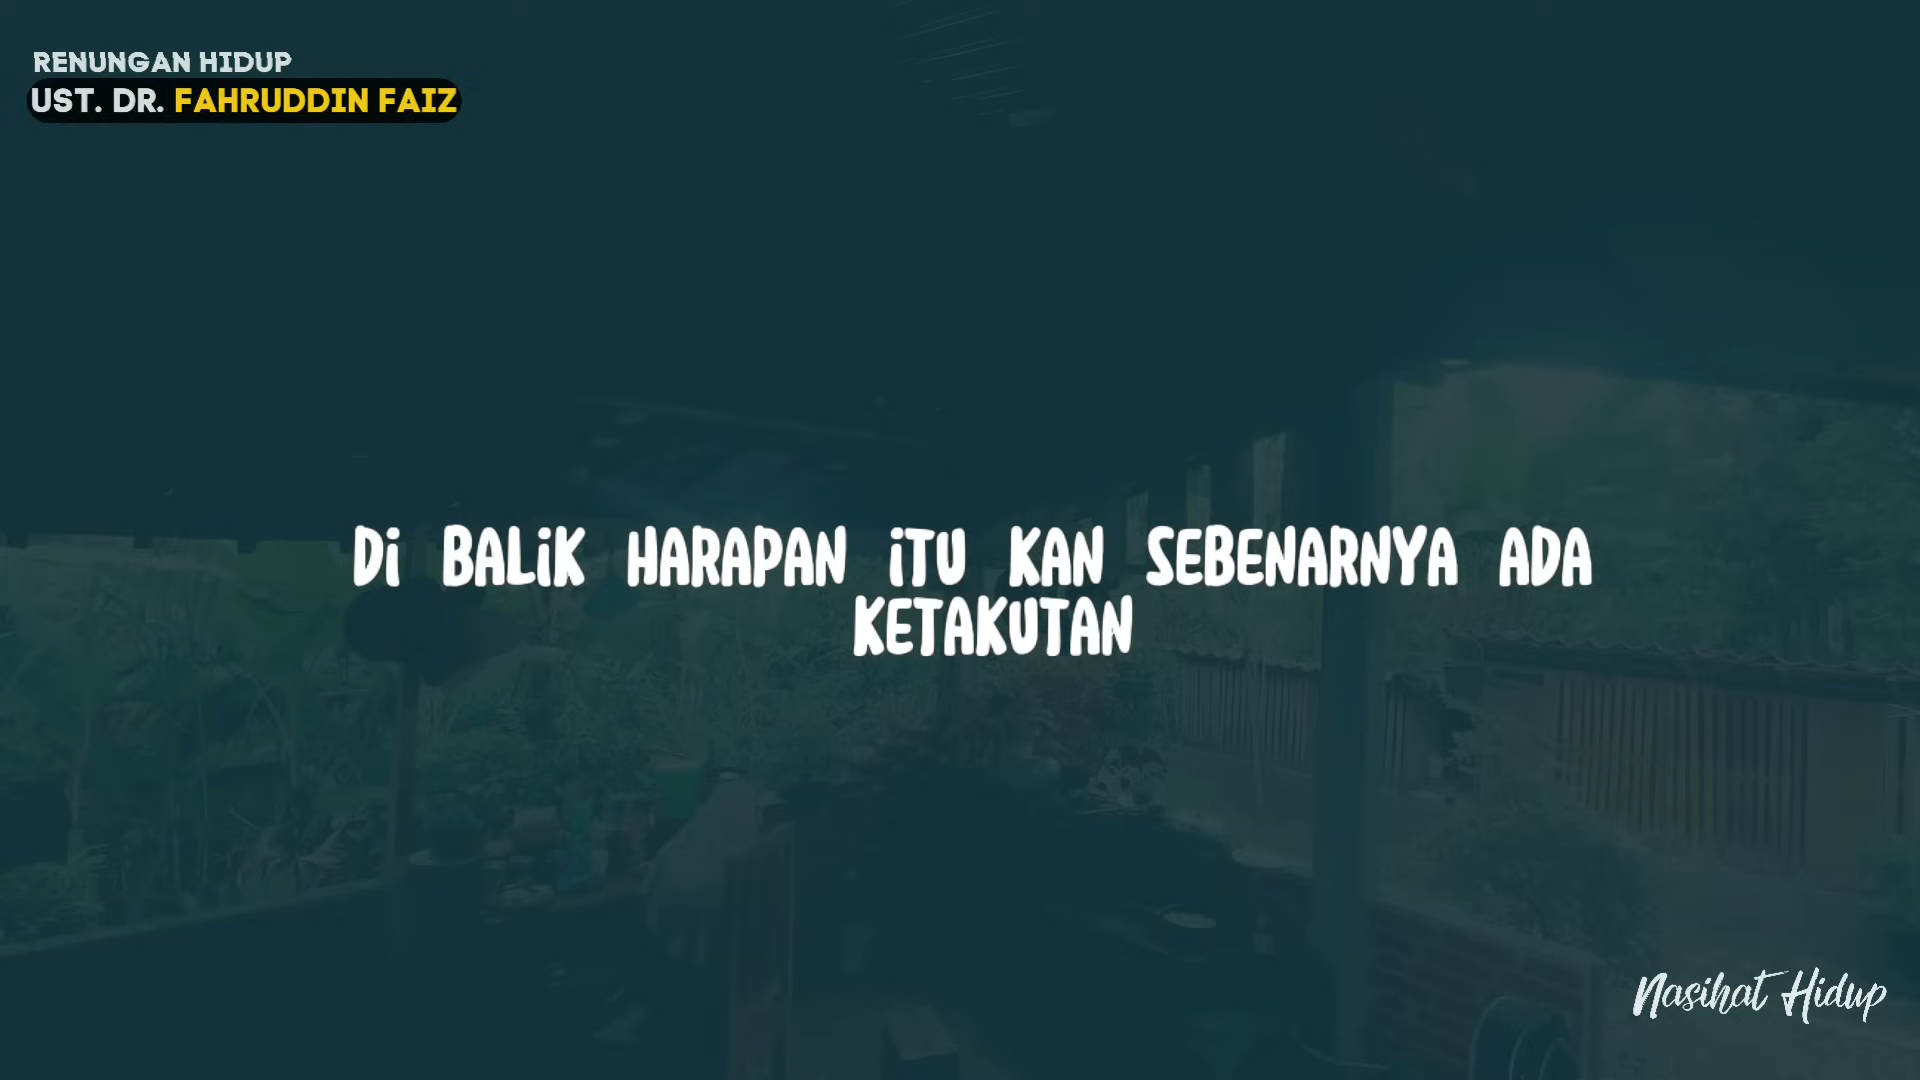 RENUNGAN HIDUP
UST. DR. FAHRUDDIN FAIZ
Di BALiK HARAPAN iTU KAN SEBENARNYA ADA
KETAKUTAN
Nasihat Hidup